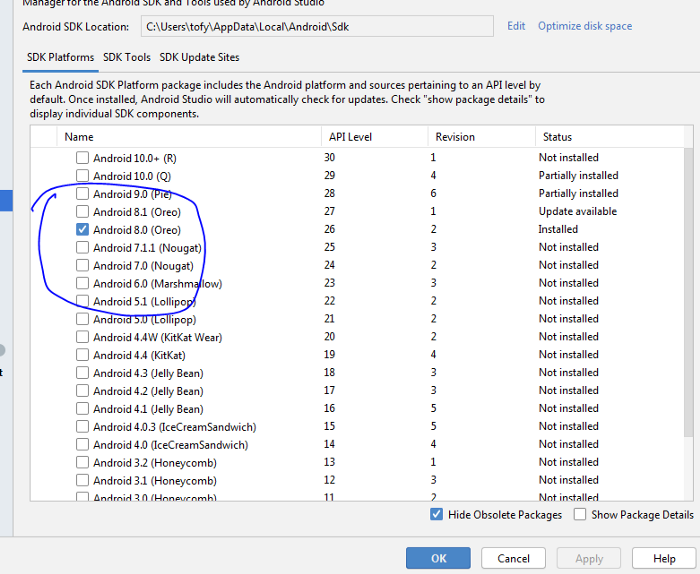 Manager for the Android SDK and Tools used by Android Studio
Android SDK Location: C:\Users\tofy\AppData\Local\Android\Sdk Edit Optimize disk space
SDK Platforms SDK Tools SDK Update Sites
Each Android SDK Platform package includes the Android platform and sources pertaining to an API level by
default. Once installed, Android Studio will automatically check for updates. Check "show package details" to
display individual SDK components.
Name API Level Revision Status
Android 10.0+ (R) 30 1 Not installed
Android 10.0 (Q) 29 4 Partially installed
Android 9.0 (Pie) 28 6 Partially installed
Android 8.1 (Oreo) 27 1 Update available
Android 8.0 (Oreo) 26 2 Installed
Android 7.1.1 (Nougat) 25 3 Not installed
Android 7.0 (Nougat) 24 2 Not installed
Android 6.0 (Marshmallow) 23 3 Not installed
Android 5.1 (Lollipop) 22 2 Not installed
Android 5.0 (Lollipop) 21 2 Not installed
Android 4.4W (KitKat Wear) 20 2 Not installed
Android 4.4 (KitKat) 19 4 Not installed
Android 4.3 (Jelly Bean) 18 3 Not installed
Android 4.2 (Jelly Bean) 17 3 Not installed
Android 4.1 (Jelly Bean) 16 5 Not installed
Android 4.0.3 (IceCreamSandwich) 15 5 Not installed
Android 4.0 (IceCreamSandwich) 14 4 Not installed
Android 3.2 (Honeycomb) 13 1 Not installed
Android 3.1 (Honeycomb) 12 3 Not installed
Android 3.0 (Honeycomb) 11 2 Not installed
Hide Obsolete Packages Show Package Details
OK Cancel Apply Help